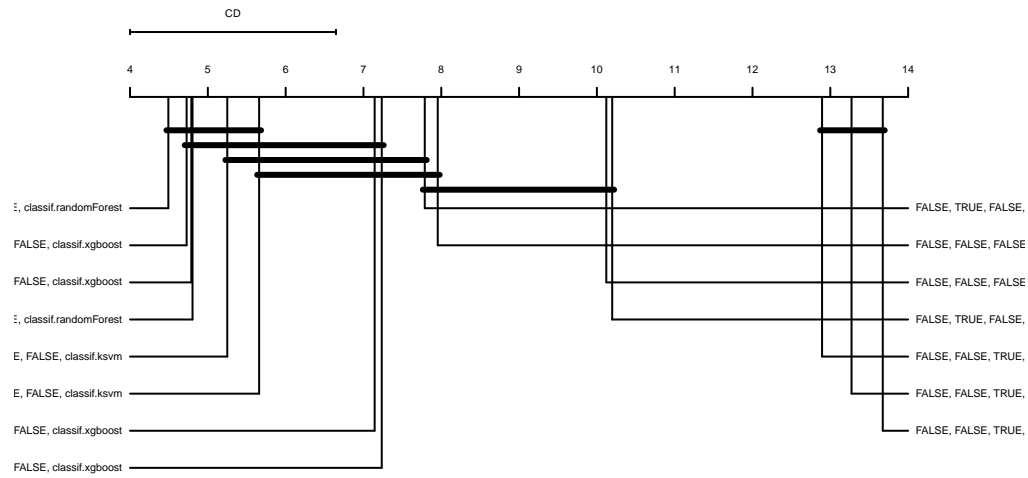 CD
4 5 6 7 8 9 10 11 12 13 14
E, classif.randomForest
FALSE, classif.xgboost
FALSE, classif.xgboost
E, classif.randomForest
E, FALSE, classif.ksvm
E, FALSE, classif.ksvm
FALSE, classif.xgboost
FALSE, classif.xgboost
FALSE, TRUE, FALSE,
FALSE, FALSE, FALSE
FALSE, FALSE, FALSE
FALSE, TRUE, FALSE,
FALSE, FALSE, TRUE,
FALSE, FALSE, TRUE,
FALSE, FALSE, TRUE,